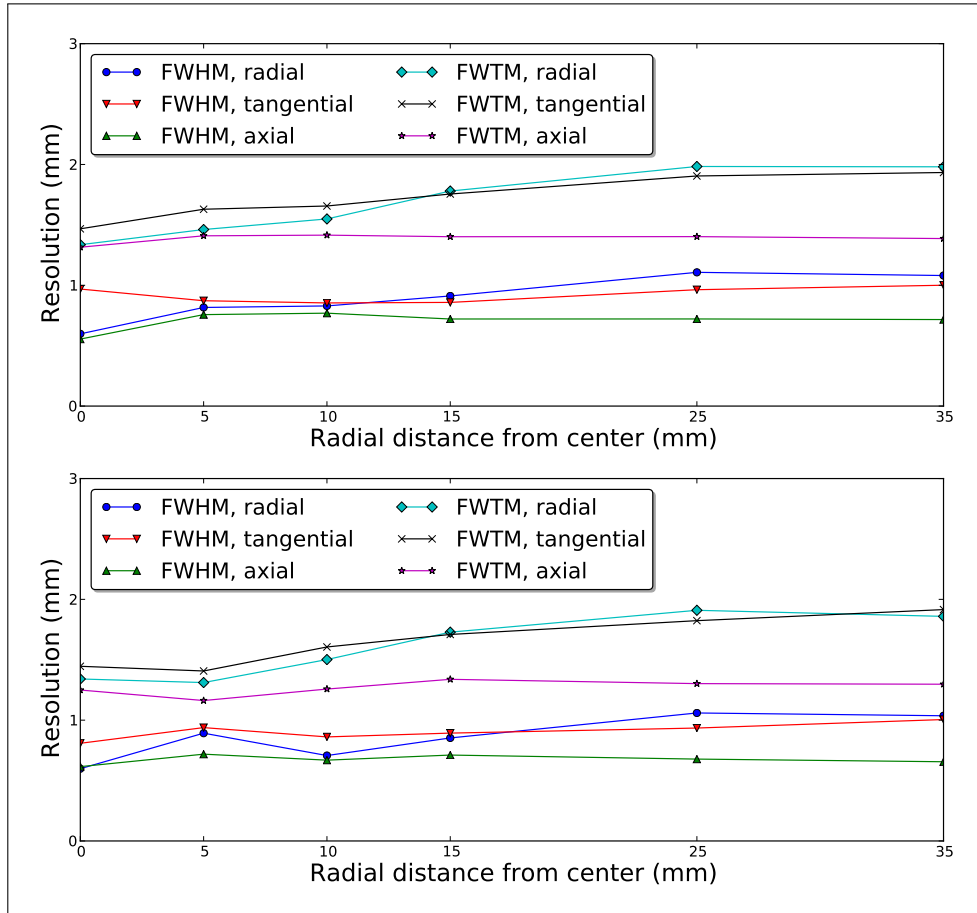 3
2
1
0
Resolution (mm)
FWHM, radial
FWHM, tangential
FWHM, axial
FWTM, radial
FWTM, tangential
FWTM, axial
0 5 10 15 25 35
Radial distance from center (mm)
3
2
1
0
Resolution (mm)
FWHM, radial
FWHM, tangential
FWHM, axial
FWTM, radial
FWTM, tangential
FWTM, axial
0 5 10 15 25 35
Radial distance from center (mm)